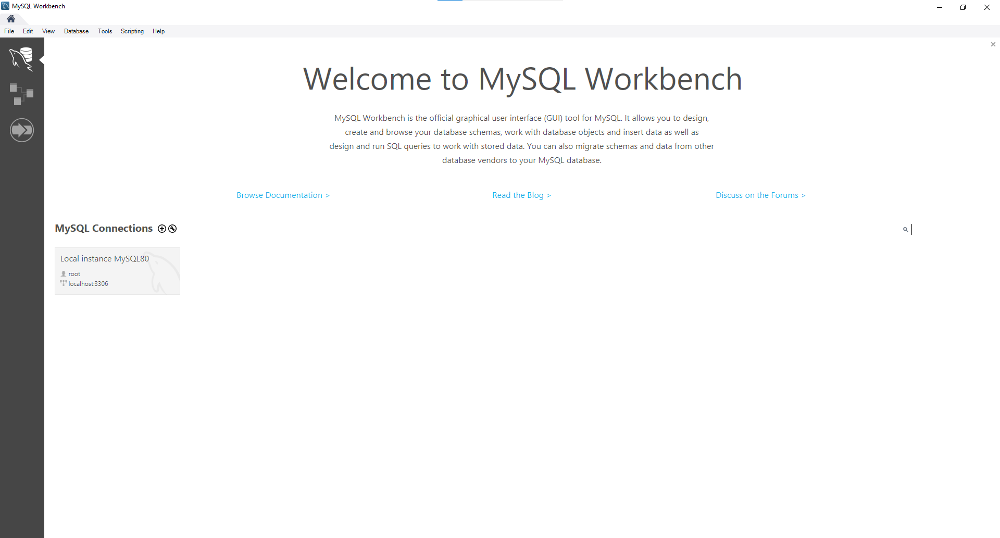 MySQL Workbench
File Edit View Database Tools Scripting Help
Welcome to MySQL Workbench
MySQL Workbench is the official graphical user interface (GUI) tool for MySQL. It allows you to design,
create and browse your database schemas, work with database objects and insert data as well as
design and run SQL queries to work with stored data. You can also migrate schemas and data from other
database vendors to your MySQL database.
Browse Documentation > Read the Blog > Discuss on the Forums >
MySQL Connections
Local instance MySQL80
root
localhost:3306